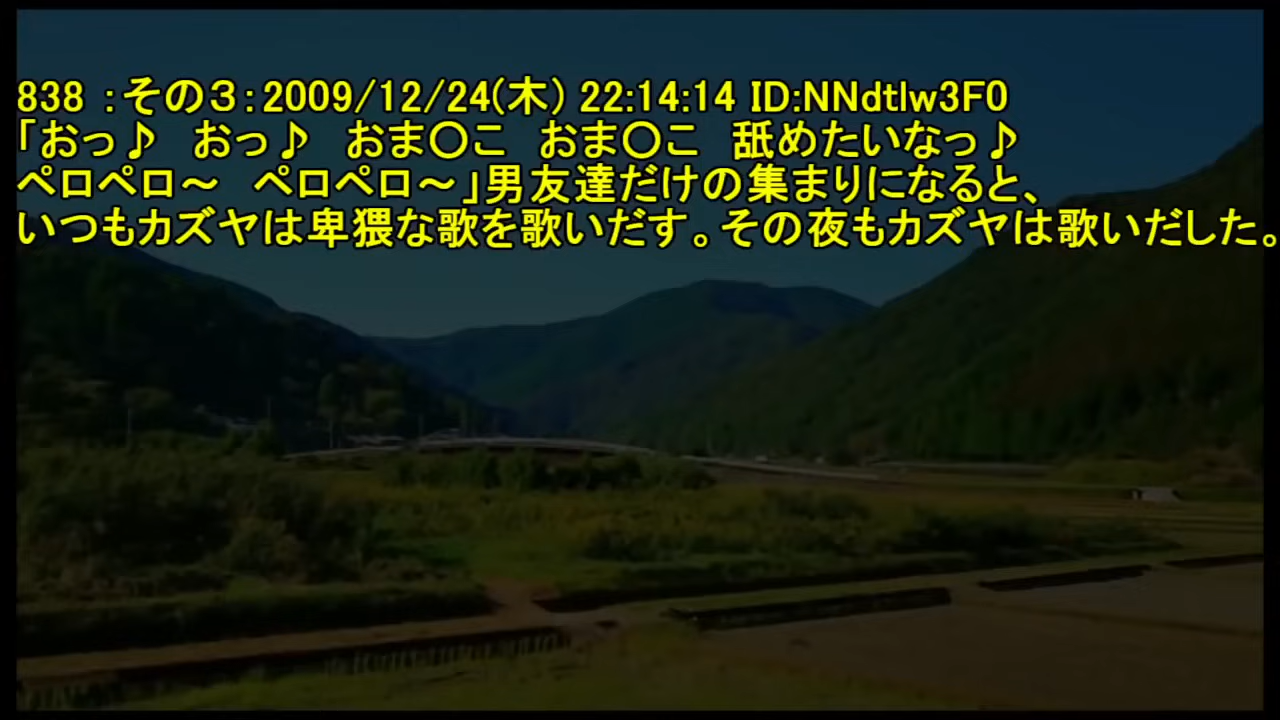 838 ：その３：2009/12/24(木) 22:14:14 ID:NNdtlw3F0
「おっ♪　おっ♪　おま〇こ　おま〇こ　舐めたいなっ♪
ペロペロ～　ペロペロ～」男友達だけの集まりになると、
いつもカズヤは卑猥な歌を歌いだす。その夜もカズヤは歌いだした。